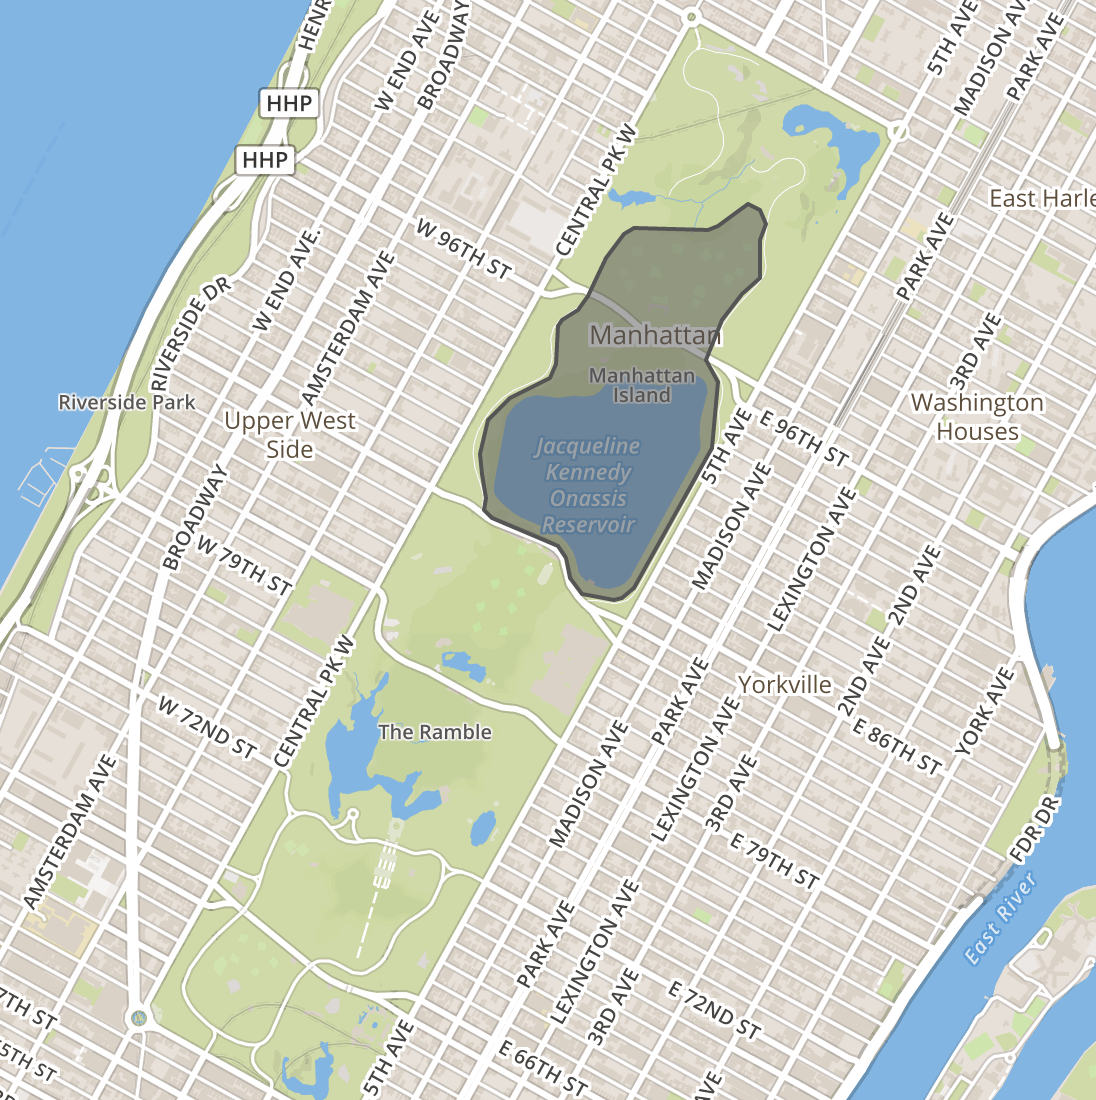 HENR
W END AVE
BROADWAY
5TH AVE
MADISON AV
PARK AVE
HHP
HHP
CENTRAL PK W
East Harle
W 96TH ST
PARK AVE
W END AVE.
AMSTERDAM AVE
RIVERSIDE DR
Manhattan
Manhattan
Island
3RD AVE
Riverside Park
Upper West
Side
Washington
Houses
E 96TH ST
5TH AVE
Jacqueline
Kennedy
Onassis
Reservoir
BROADWAY
MADISON AVE
LEXINGTON AVE
2ND AVE
W 79TH ST
CENTRAL PK W
2ND AVE
Yorkville
PARK AVE
YORK AVE
W 72ND ST
The Ramble
E 86TH ST
LEXINGTON AVE
MADISON AVE
3RD AVE
AMSTERDAM AVE
FDR DR
E 79TH ST
East River
PARK AVE
LEXINGTON AVE
3RD AVE
7TH ST
E 72ND ST
5TH ST
5TH AVE
E 66TH ST
AVE